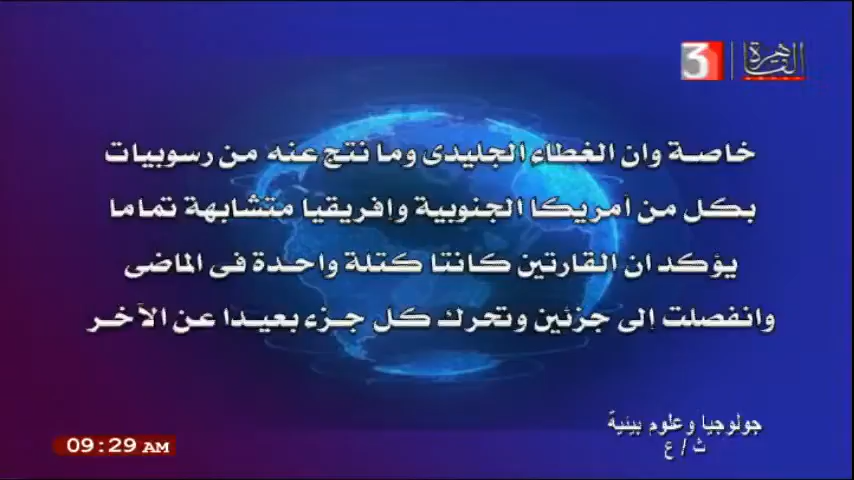 القاهرة 3
خاصة وان الغطاء الجليدى وما نتج عنه من رسوبيات
بكل من أمريكا الجنوبية وإفريقيا متشابهة تماما
يؤكد ان القارتين كانتا كتلة واحدة فى الماضى
وانفصلت إلى جزئين وتحرك كل جزء بعيدا عن الآخر
جولوجيا وعلوم بيئية
ث / ع
09:29 AM